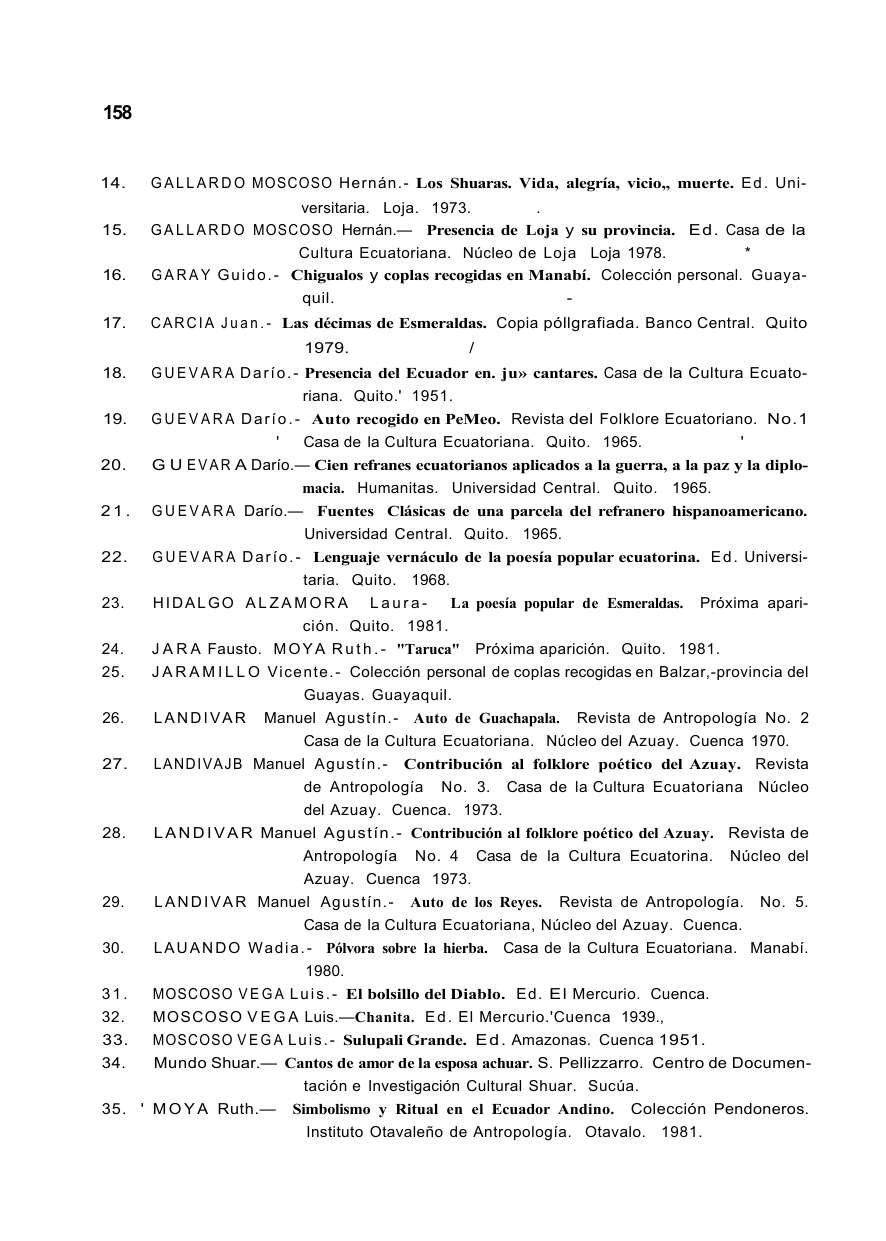 158
14. GALLARDO MOSCOSO Hernán.- Los Shuaras. Vida, alegría, vicio,, muerte. Ed. Uni-
versitaria. Loja. 1973. .
15. GALLARDO MOSCOSO Hernán.— Presencia de Loja y su provincia. Ed. Casa de la
Cultura Ecuatoriana. Núcleo de Loja Loja 1978. *
16. GARAY Guido.- Chigualos y coplas recogidas en Manabí. Colección personal. Guaya-
quil. -
17. CARCIA Juan.- Las décimas de Esmeraldas. Copia póllgrafiada. Banco Central. Quito
1979. /
18. GUEVARA Darío.- Presencia del Ecuador en. ju» cantares. Casa de la Cultura Ecuato-
riana. Quito.' 1951.
19. GUEVARA Darío.- Auto recogido en PeMeo. Revista del Folklore Ecuatoriano. No.1
' Casa de la Cultura Ecuatoriana. Quito. 1965. '
20. GUEVARA Darío.— Cien refranes ecuatorianos aplicados a la guerra, a la paz y la diplo-
macia. Humanitas. Universidad Central. Quito. 1965.
21. GUEVARA Darío.— Fuentes Clásicas de una parcela del refranero hispanoamericano.
Universidad Central. Quito. 1965.
22. GUEVARA Darío.- Lenguaje vernáculo de la poesía popular ecuatorina. Ed. Universi-
taria. Quito. 1968.
23. HIDALGO ALZAMORA Laura- La poesía popular de Esmeraldas. Próxima apari-
ción. Quito. 1981.
24. JARA Fausto. MOYA Ruth.- "Taruca" Próxima aparición. Quito. 1981.
25. JARAMILLO Vicente.- Colección personal de coplas recogidas en Balzar,-provincia del
Guayas. Guayaquil.
26. LANDIVAR Manuel Agustín.- Auto de Guachapala. Revista de Antropología No. 2
Casa de la Cultura Ecuatoriana. Núcleo del Azuay. Cuenca 1970.
27. LANDIVAJB Manuel Agustín.- Contribución al folklore poético del Azuay. Revista
de Antropología No. 3. Casa de la Cultura Ecuatoriana Núcleo
del Azuay. Cuenca. 1973.
28. LANDIVAR Manuel Agustín.- Contribución al folklore poético del Azuay. Revista de
Antropología No. 4 Casa de la Cultura Ecuatorina. Núcleo del
Azuay. Cuenca 1973.
29. LANDIVAR Manuel Agustín.- Auto de los Reyes. Revista de Antropología. No. 5.
Casa de la Cultura Ecuatoriana, Núcleo del Azuay. Cuenca.
30. LAUANDO Wadia.- Pólvora sobre la hierba. Casa de la Cultura Ecuatoriana. Manabí.
1980.
31. MOSCOSO VEGA Luis.- El bolsillo del Diablo. Ed. El Mercurio. Cuenca.
32. MOSCOSO VEGA Luis.—Chanita. Ed. El Mercurio.'Cuenca 1939.,
33. MOSCOSO VEGA Luis.- Sulupali Grande. Ed. Amazonas. Cuenca 1951.
34. Mundo Shuar.— Cantos de amor de la esposa achuar. S. Pellizzarro. Centro de Documen-
tación e Investigación Cultural Shuar. Sucúa.
35. ' MOYA Ruth.— Simbolismo y Ritual en el Ecuador Andino. Colección Pendoneros.
Instituto Otavaleño de Antropología. Otavalo. 1981.